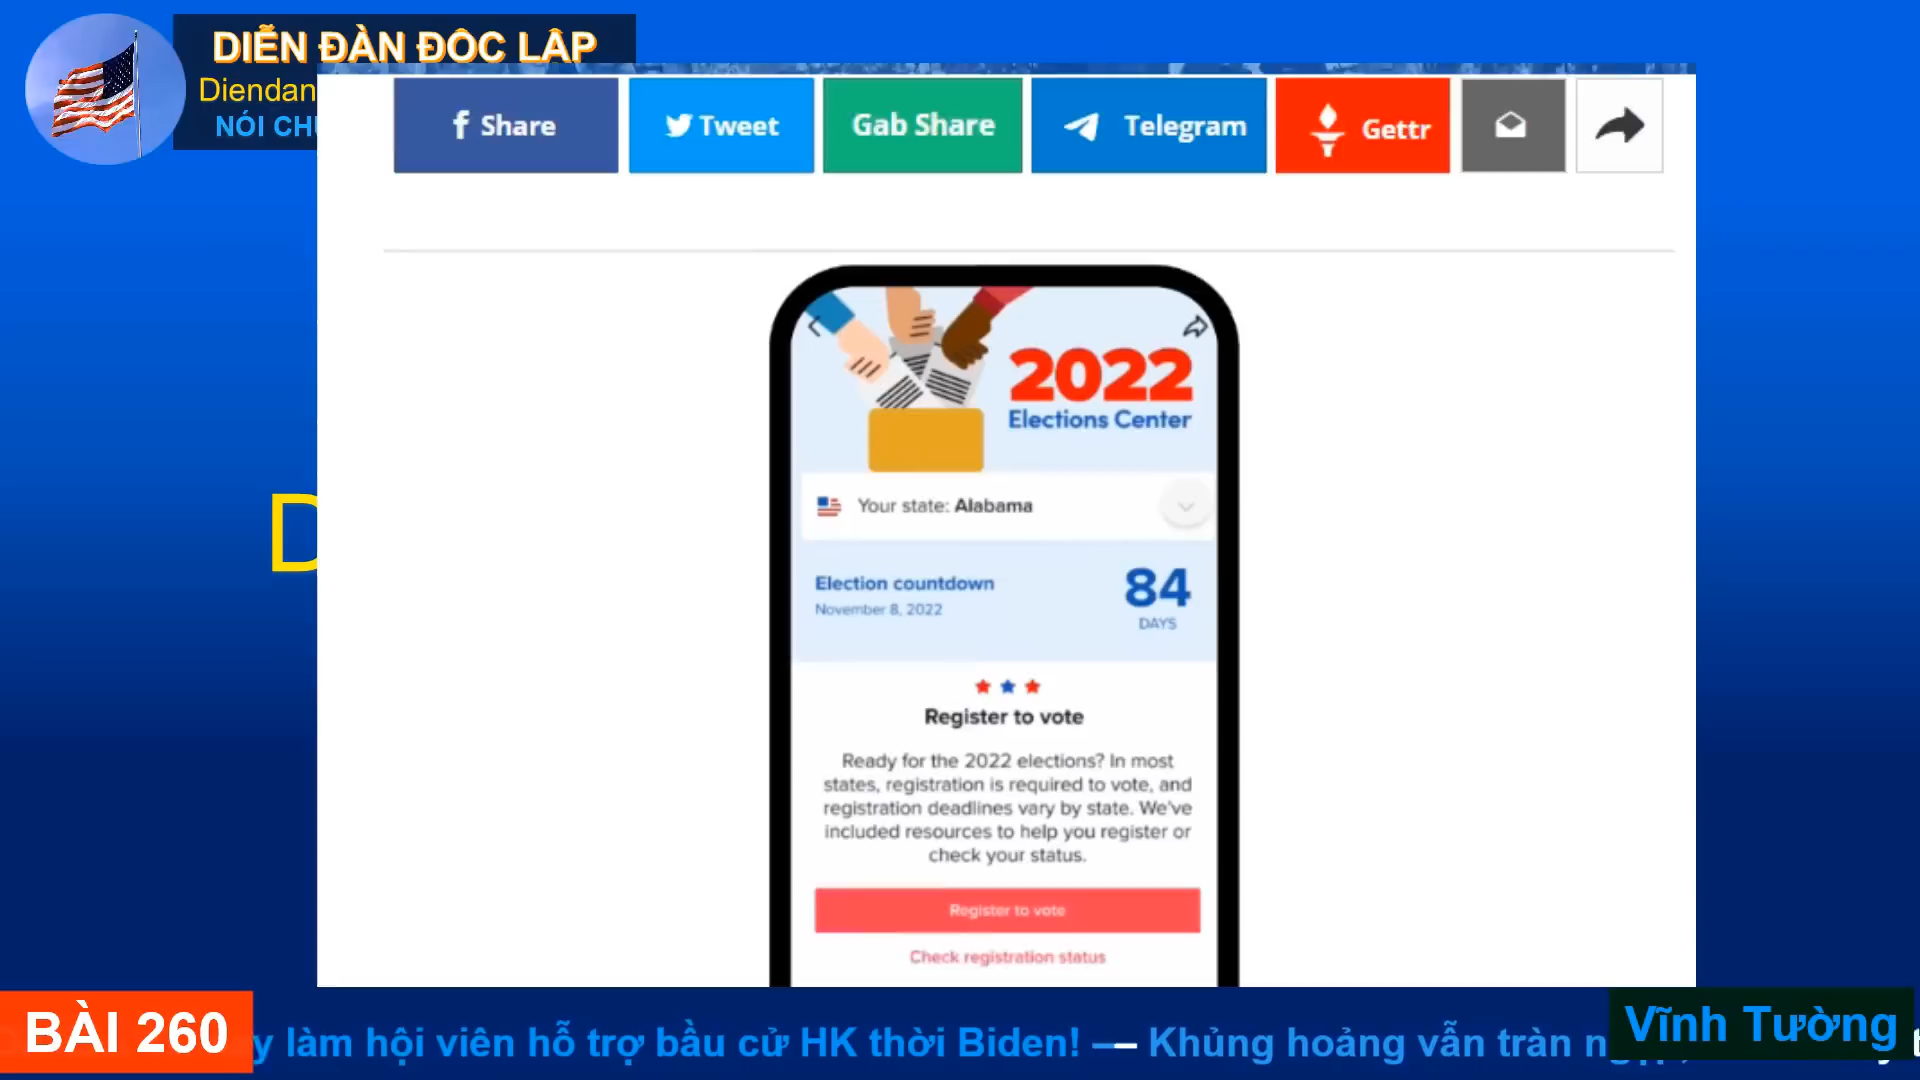 DIỄN ĐÀN ĐÔC LÂP
Diendan
NÓI CHU
Share
Tweet
Gab Share
Telegram
Gettr
2022
Elections Center
Your state: Alabama
Election countdown
November 8, 2022
84
DAYS
D
Register to vote
Ready for the 2022 elections? In most
states, registration is required to vote, and
registration deadlines vary by state. We've
included resources to help you register or
check your status.
Register to vote
Check registration status
BÀI 260
y làm hội viên hỗ trợ bầu cử HK thời Biden! –– Khủng hoảng vẫn tràn
Vĩnh Tường